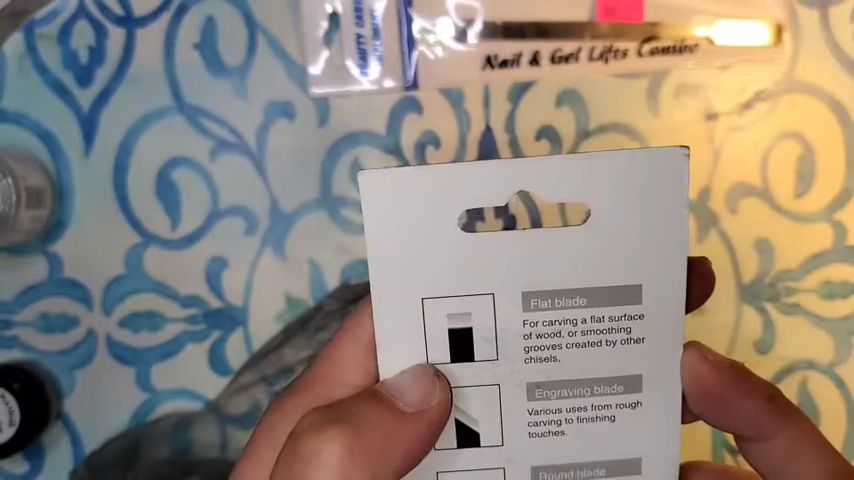 Nail & Gel Lifts Combo
Flat blade
For carving a flat surface
of wood, or smoothing
grooves created by other
chisels.
Engraving blade
Various uses from rough
carving to finishing
touches.
Round blade